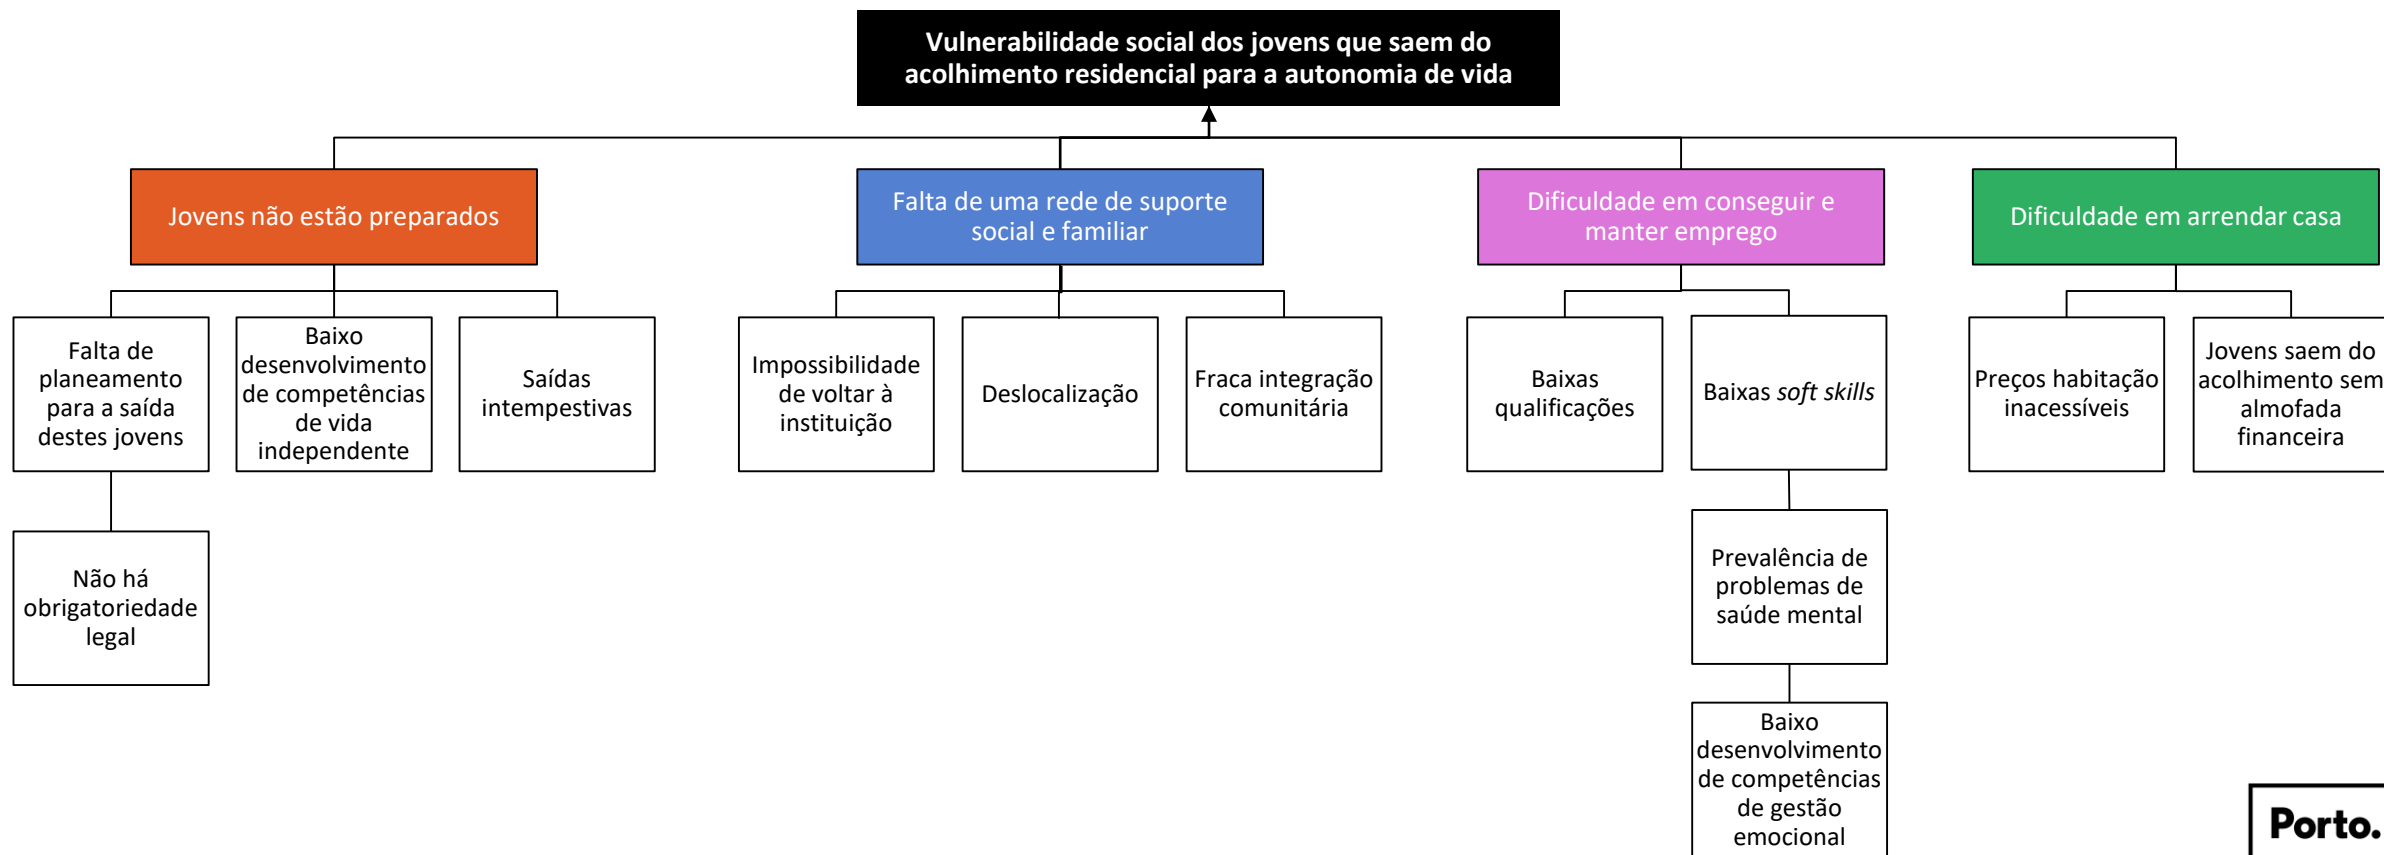 Vulnerabilidade social dos jovens que saem do
acolhimento residencial para a autonomia de vida
Jovens não estão preparados
Falta de uma rede de suporte
social e familiar
Dificuldade em conseguir e
manter emprego
Dificuldade em arrendar casa
Falta de
planeamento
para a saída
destes jovens
Baixo
desenvolvimento
de competências
de vida
independente
Saídas
intempestivas
Impossibilidade
de voltar à
instituição
Deslocalização
Fraca integração
comunitária
Baixas
qualificações
Baixas soft skills
Preços habitação
inacessíveis
Jovens saem do
acolhimento sem
almofada
financeira
Não há
obrigatoriedade
legal
Prevalência de
problemas de
saúde mental
Baixo
desenvolvimento
de competências
de gestão
emocional
Porto.